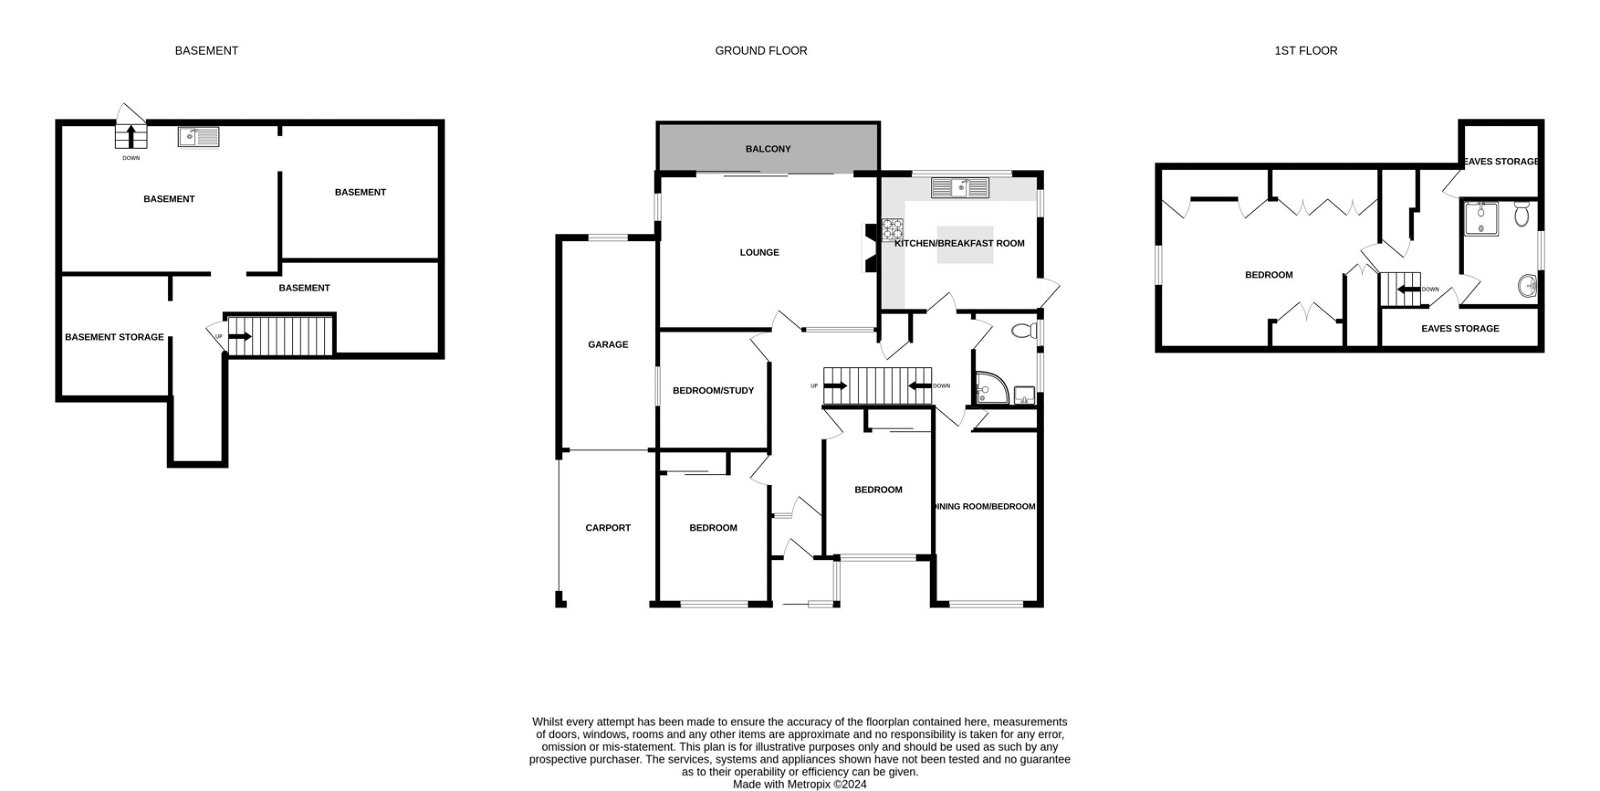 BASEMENT
GROUND FLOOR
1ST FLOOR
DOWN
BASEMENT
BASEMENT
BASEMENT
BASEMENT STORAGE
UP
BALCONY
LOUNGE
KITCHEN/BREAKFAST ROOM
GARAGE
BEDROOM/STUDY
UP
DOWN
CARPORT
BEDROOM
BEDROOM
DINING ROOM/BEDROOM
EAVES STORAGE
BEDROOM
DOWN
EAVES STORAGE
Whilst every attempt has been made to ensure the accuracy of the floorplan contained here, measurements
of doors, windows, rooms and any other items are approximate and no responsibility is taken for any error,
omission or mis-statement. This plan is for illustrative purposes only and should be used as such by any
prospective purchaser. The services, systems and appliances shown have not been tested and no guarantee
as to their operability or efficiency can be given.
Made with Metropix ©2024